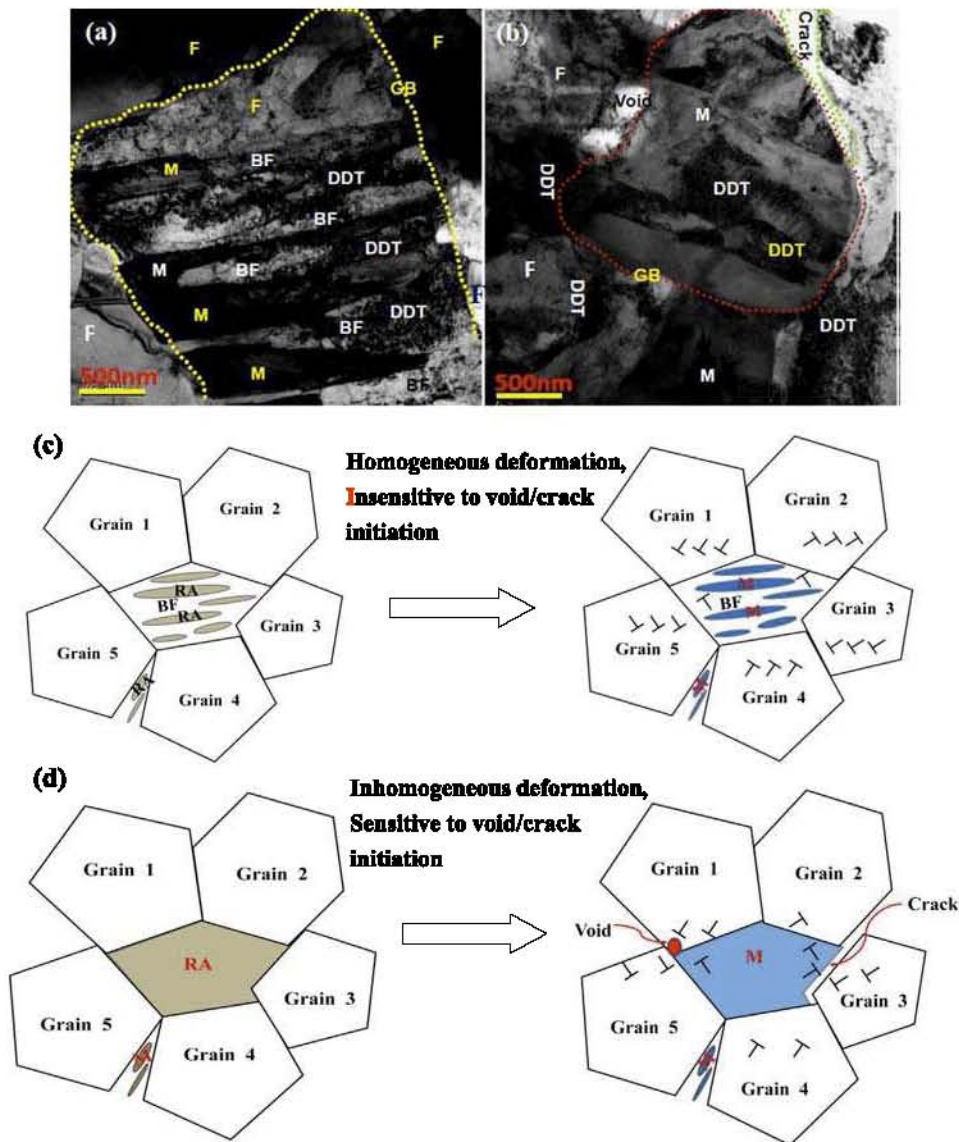 (a)
F
F
F
GB
M
BF
DDT
BF
DDT
M
BF
M
DDT
BF
F
F
M
BF
500nm
(b)
Crack
F
Void
M
DDT
DDT
DDT
F
GB
DDT
DDT
M
500nm
(c)
Homogeneous deformation,
Insensitive to void/crack
initiation
Grain 1
Grain 2
RA
BF
RA
Grain 3
Grain 5
RA
Grain 4
Grain 1
Grain 2
M
BF
M
Grain 3
Grain 5
Grain 4
(d)
Inhomogeneous deformation,
Sensitive to void/crack
initiation
Grain 1
Grain 2
RA
Grain 3
Grain 5
Grain 4
Grain 1
Grain 2
Crack
Void
M
Grain 3
Grain 5
Grain 4